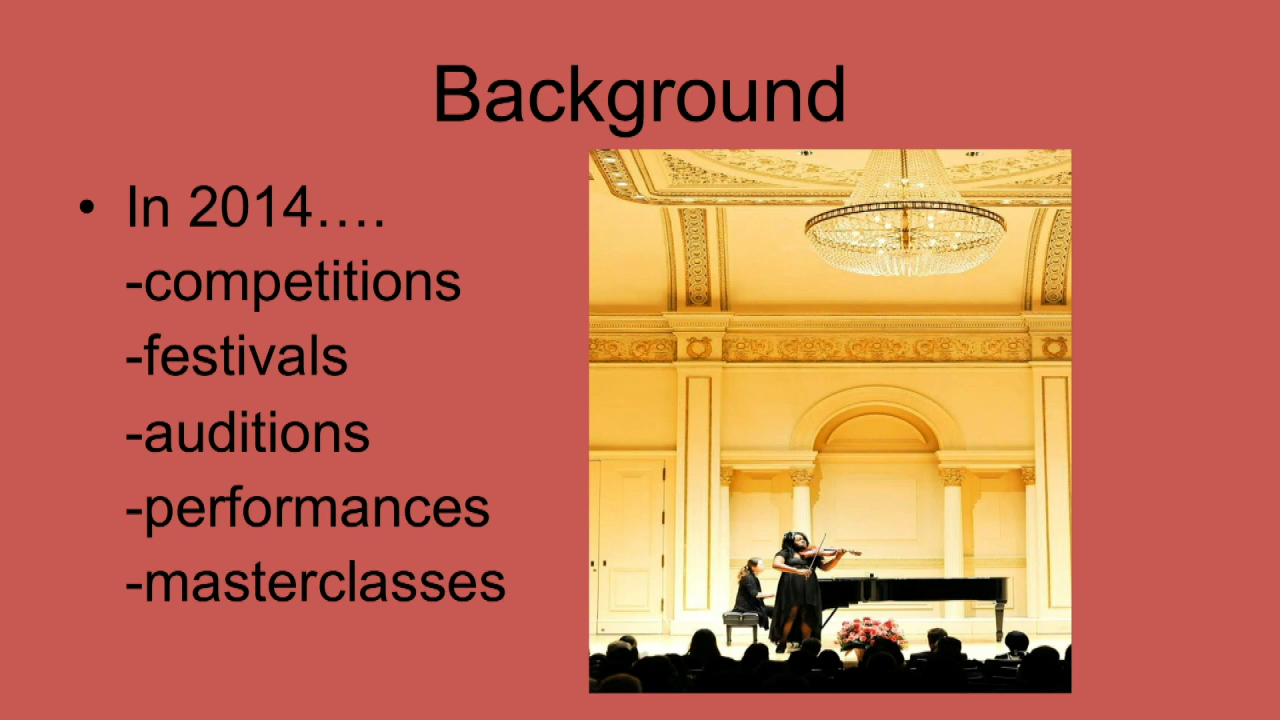 Background
• In 2014….
-competitions
-festivals
-auditions
-performances
-masterclasses